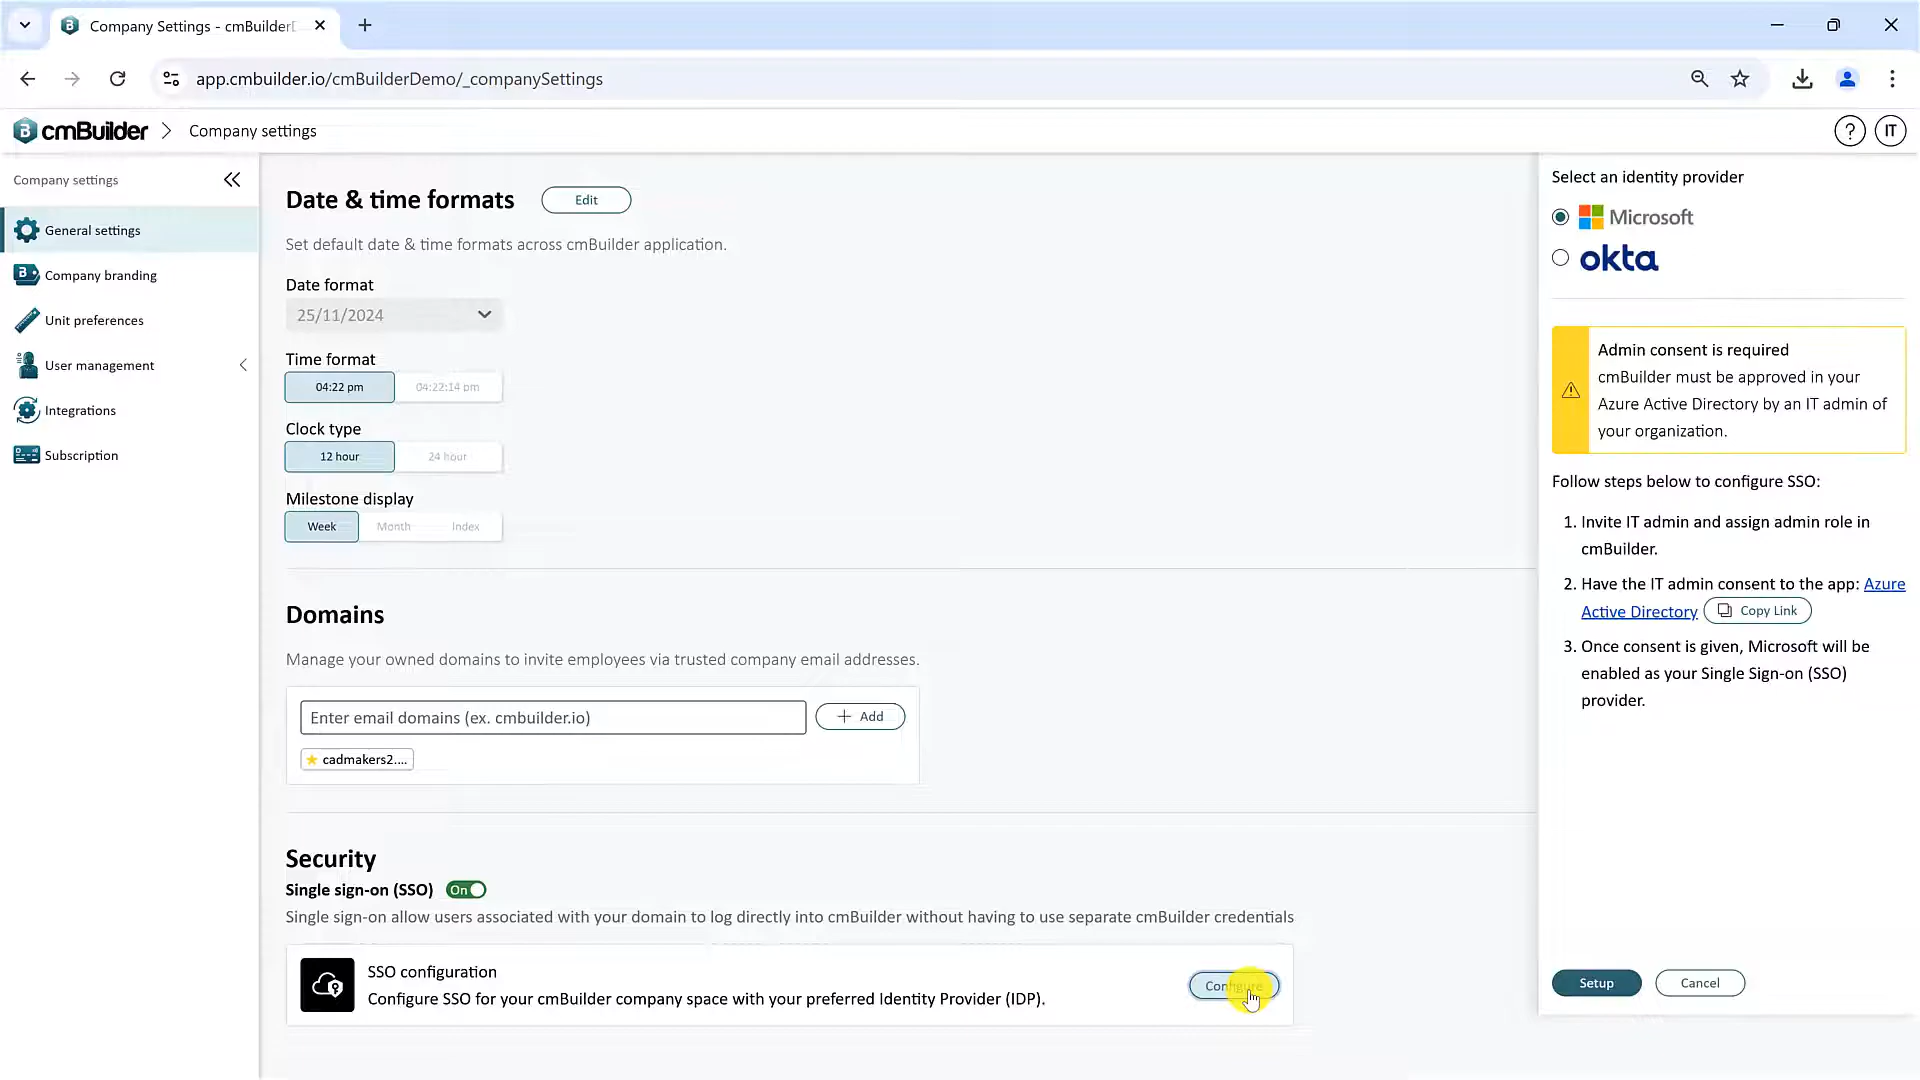 Company Settings - cmBuilder
app.cmbuilder.io/cmBuilderDemo/_companySettings
cmBuilder
Company settings
?
IT
Company settings
General settings
Company branding
Unit preferences
User management
Integrations
Subscription
Date & time formats
Edit
Set default date & time formats across cmBuilder application.
Date format
25/11/2024
Time format
04:22 pm
04:22:14 pm
Clock type
12 hour
24 hour
Milestone display
Week
Month
Index
Domains
Manage your owned domains to invite employees via trusted company email addresses.
Enter email domains (ex. cmbuilder.io)
Add
cadmakers2....
Security
Single sign-on (SSO)
On
Single sign-on allow users associated with your domain to log directly into cmBuilder without having to use separate cmBuilder credentials
SSO configuration
Configure SSO for your cmBuilder company space with your preferred Identity Provider (IDP).
Configure
Select an identity provider
Microsoft
okta
Admin consent is required
cmBuilder must be approved in your
Azure Active Directory by an IT admin of
your organization.
Follow steps below to configure SSO:
1. Invite IT admin and assign admin role in
cmBuilder.
2. Have the IT admin consent to the app: Azure
Active Directory
Copy Link
3. Once consent is given, Microsoft will be
enabled as your Single Sign-on (SSO)
provider.
Setup
Cancel